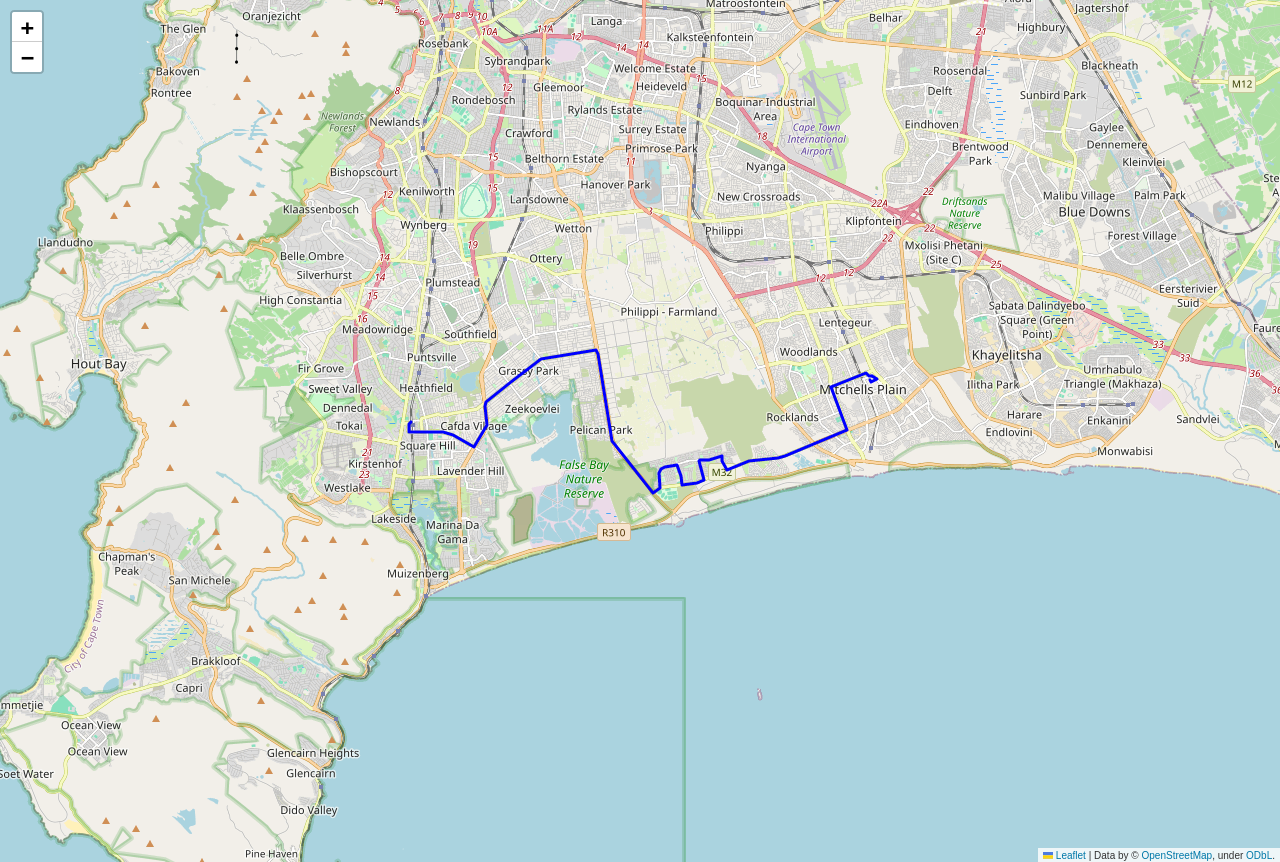 +
−
The Glen
Oranjezicht
Langa
Matroosfontein
Belhar
Jagtershof
Highbury
Rosebank
10
10A
11A
12
14
14
14
Kalksteenfontein
21
Bakoven
Sybrandpark
Welcome Estate
15
Roosendal
Blackheath
M12
Rontree
8
Gleemoor
Heideveld
Delft
Sunbird Park
12
Rondebosch
Rylands Estate
Boquinar Industrial
Area
Newlands
Forest
Newlands
Crawford
Surrey Estate
18
Cape Town
International
Airport
Eindhoven
Gaylee
Dennemere
Primrose Park
Brentwood
Park
Kleinvlei
15
Belthorn Estate
11
Nyanga
Bishopscourt
Hanover Park
Kenilworth
12
15
Lansdowne
New Crossroads
22
22A
Malibu Village
Palm Park
Klaassenbosch
3
Driftsands
Nature
Reserve
Blue Downs
Wynberg
Wetton
Philippi
Klipfontein
22
22
Forest Village
Llandudno
14
19
Mxolisi Phetani
(Site C)
Belle Ombre
Ottery
25
Silverhurst
14
12
12
Plumstead
Eersterivier
Suid
High Constantia
15
Philippi - Farmland
Sabata Dalindyebo
Square (Green
Point)
16
Meadowridge
14
Southfield
Lentegeur
Faure
33
Hout Bay
Puntsville
Woodlands
Khayelitsha
33
Fir Grove
Grassy Park
Umrhabulo
Triangle (Makhaza)
36
Sweet Valley
Heathfield
Mitchells Plain
Ilitha Park
Dennedal
Zeekoevlei
Rocklands
Harare
Enkanini
Sandvlei
Tokai
Cafda Village
Pelican Park
Endlovini
Square Hill
21
Monwabisi
Kirstenhof
23
Lavender Hill
False Bay
Nature
Reserve
M32
Westlake
Lakeside
Marina Da
Gama
R310
Chapman's
Peak
Muizenberg
San Michele
City of Cape Town
Brakkloof
Capri
mmetjie
Ocean View
Ocean View
Glencairn Heights
Soet Water
Glencairn
Dido Valley
Pine Haven
Leaflet | Data by © OpenStreetMap, under ODbL.